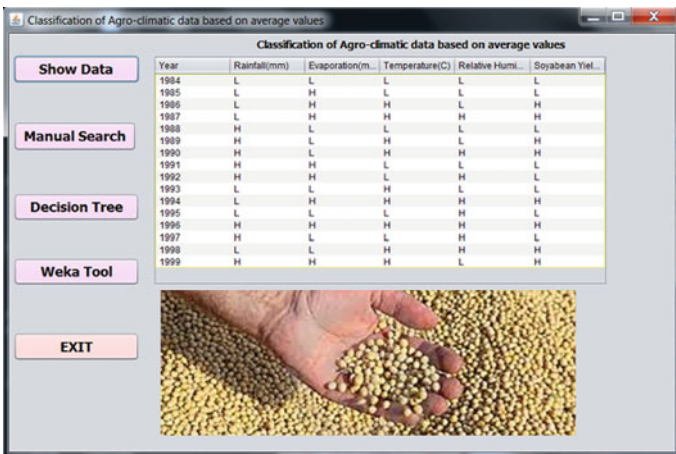 Classification of Agro-climatic data based on average values
Classification of Agro-climatic data based on average values
Show Data
Manual Search
Decision Tree
Weka Tool
EXIT
Year Rainfall(mm) Evaporation(m... Temperature(C) Relative Humi... Soyabean Yiel...
1984 L L L L L
1985 L H L L L
1986 L H H L H
1987 L H H H H
1988 H L L L L
1989 H L H L H
1990 H L H H H
1991 H H L L L
1992 H H L H L
1993 L L H L L
1994 L H H H H
1995 L L L H L
1996 H H H H H
1997 H L L H L
1998 L L H H H
1999 H H H L H